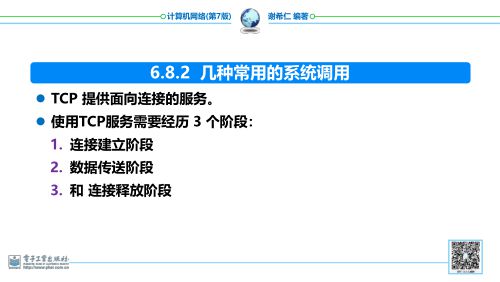 计算机网络(第7版) 谢希仁 编著
6.8.2 几种常用的系统调用
TCP 提供面向连接的服务。
使用TCP服务需要经历 3 个阶段：
1. 连接建立阶段
2. 数据传送阶段
3. 和 连接释放阶段
电子工业出版社
http://www.phei.com.cn